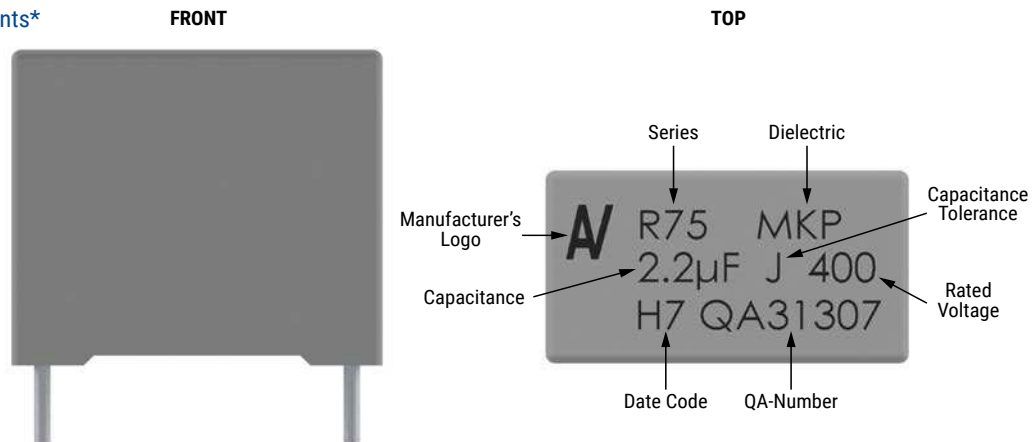 nts*
FRONT
TOP
Series
Dielectric
Capacitance
Tolerance
Manufacturer's
Logo
R75 MKP
2.2µF J 400
H7 QA31307
Capacitance
Rated
Voltage
Date Code
QA-Number